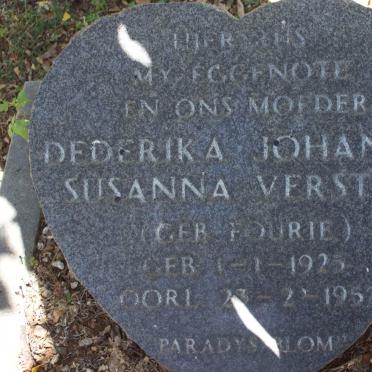 HIER RUS
MY EGGENOTE
EN ONS MOEDER
DEDERIKA JOHAN
SUSANNA VERST
(GEB. FOURIE)
GEB. 1-1-1925
OORL. 23-2-195
PARADYSBLOM"